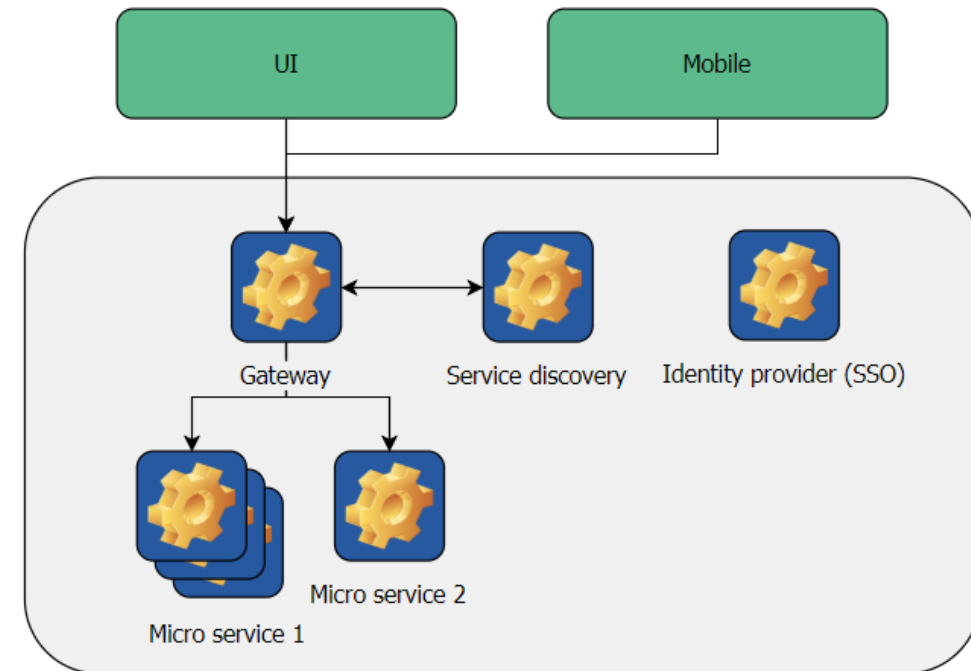 UI
Mobile
Gateway
Service discovery
Identity provider (SSO)
Micro service 1
Micro service 2